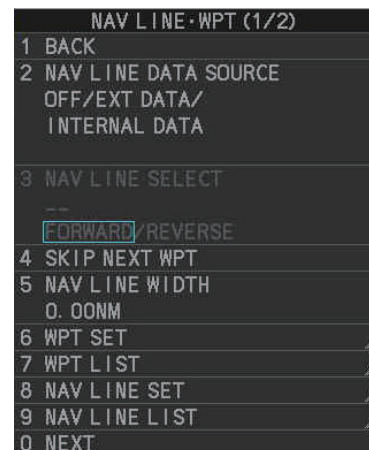 NAV LINE·WPT (1/2)
1 BACK
2 NAV LINE DATA SOURCE
OFF/EXT DATA/
INTERNAL DATA
3 NAV LINE SELECT
--
FORWARD/REVERSE
4 SKIP NEXT WPT
5 NAV LINE WIDTH
0.00NM
6 WPT SET
7 WPT LIST
8 NAV LINE SET
9 NAV LINE LIST
0 NEXT